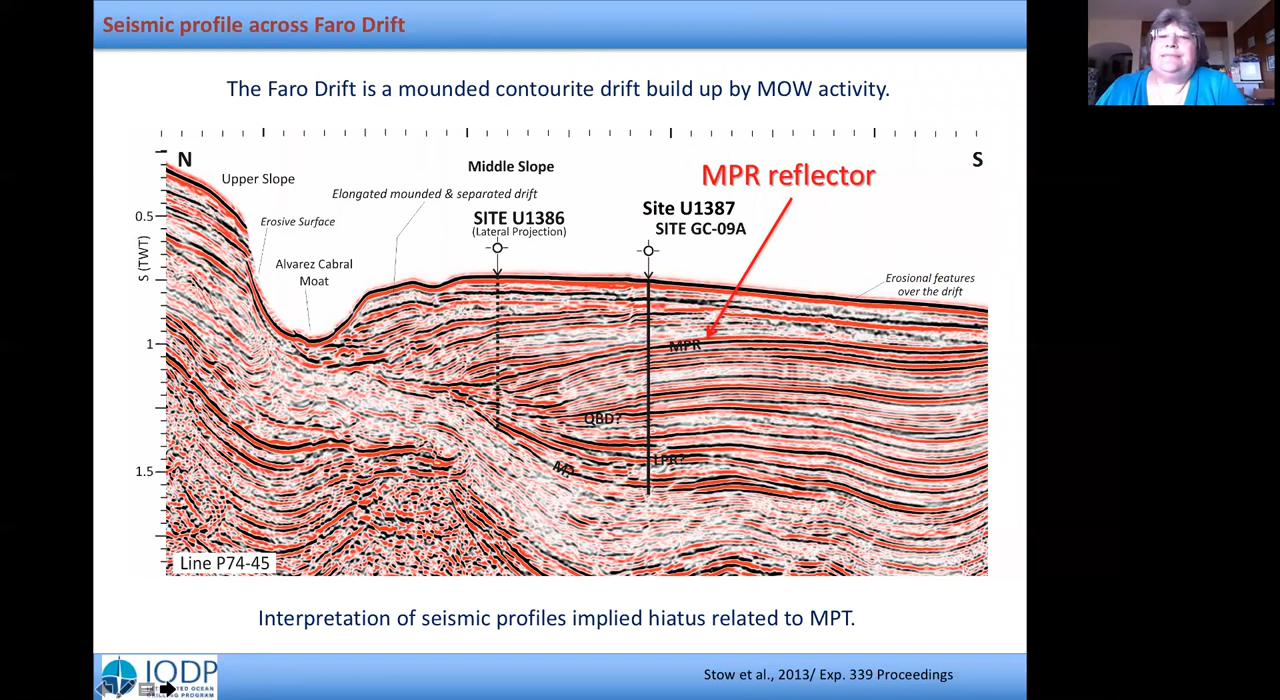 Seismic profile across Faro Drift
The Faro Drift is a mounded contourite drift build up by MOW activity.
N
S
Upper Slope
Middle Slope
MPR reflector
Elongated mounded & separated drift
Erosive Surface
SITE U1386
(Lateral Projection)
Site U1387
SITE GC-09A
0.5
S (TWT)
Alvarez Cabral
Moat
Erosional features
over the drift
1
MPR
QBD?
LPR?
M1
1.5
Line P74-45
Interpretation of seismic profiles implied hiatus related to MPT.
IODP
INTEGRATED OCEAN
DRILLING PROGRAM
Stow et al., 2013/ Exp. 339 Proceedings